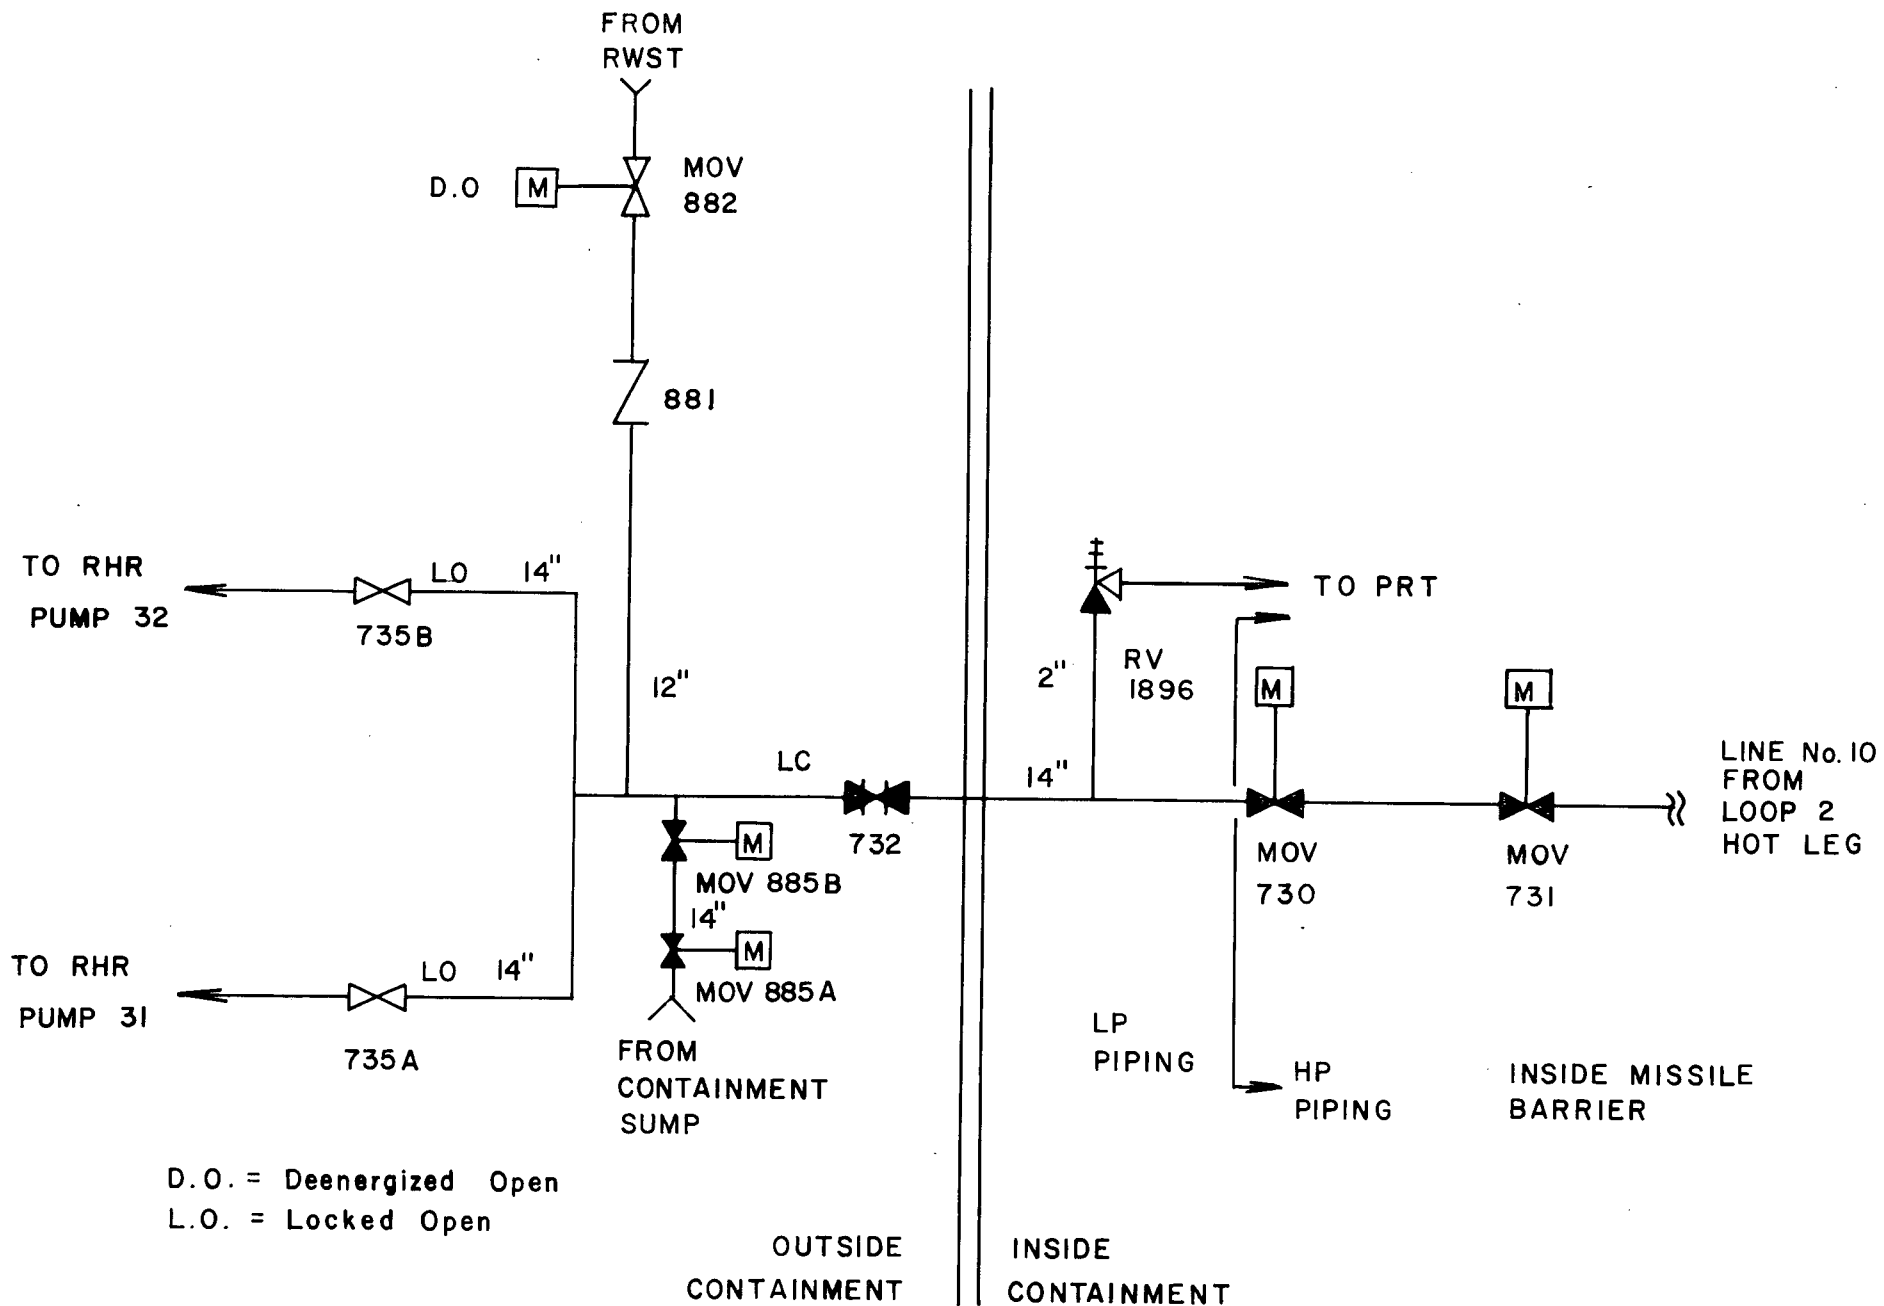 FROM
RWST
D.O
M
MOV
882
881
TO RHR
PUMP 32
LO
14"
735B
12"
LC
732
2"
RV
1896
TO PRT
14"
M
MOV
730
M
MOV
731
LINE No. 10
FROM
LOOP 2
HOT LEG
M
MOV 885B
14"
M
MOV 885A
FROM
CONTAINMENT
SUMP
TO RHR
PUMP 31
LO
14"
735A
LP
PIPING
HP
PIPING
INSIDE MISSILE
BARRIER
D.O. = Deenergized Open
L.O. = Locked Open
OUTSIDE
CONTAINMENT
INSIDE
CONTAINMENT